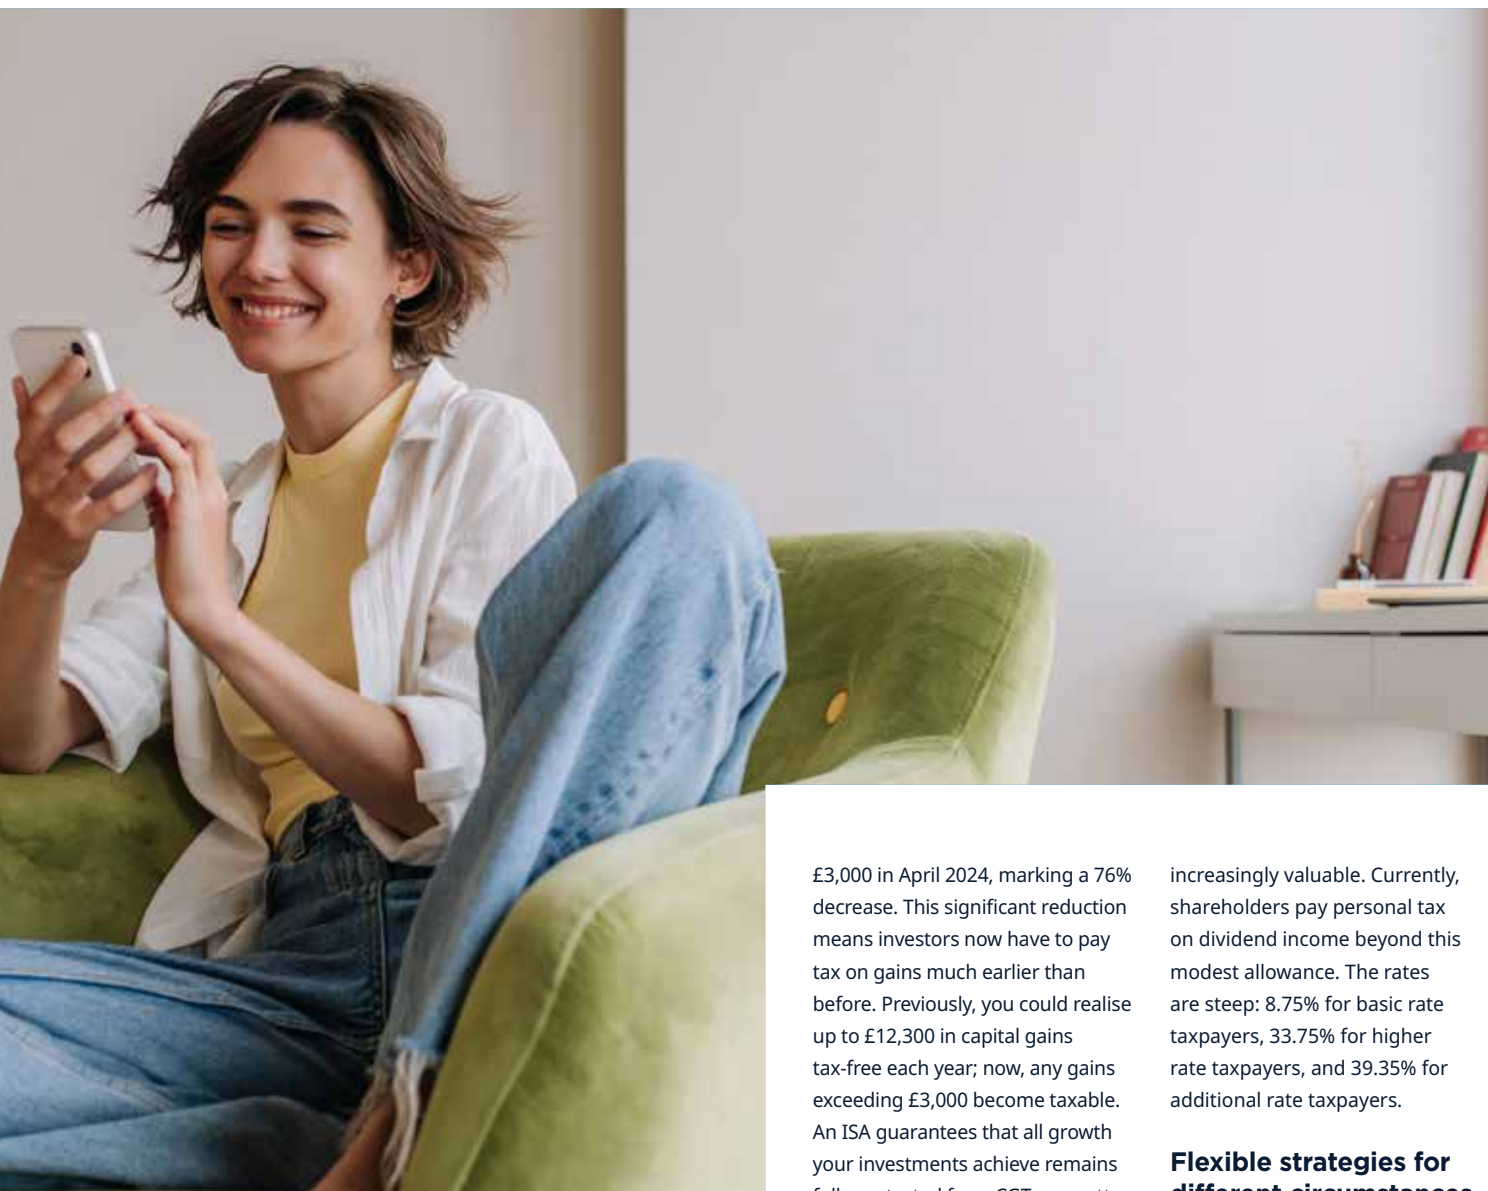 £3,000 in April 2024, marking a 76%
decrease. This significant reduction
means investors now have to pay
tax on gains much earlier than
before. Previously, you could realise
up to £12,300 in capital gains
tax-free each year; now, any gains
exceeding £3,000 become taxable.
An ISA guarantees that all growth
your investments achieve remains
increasingly valuable. Currently,
shareholders pay personal tax
on dividend income beyond this
modest allowance. The rates
are steep: 8.75% for basic rate
taxpayers, 33.75% for higher
rate taxpayers, and 39.35% for
additional rate taxpayers.
Flexible strategies for
different circumstances